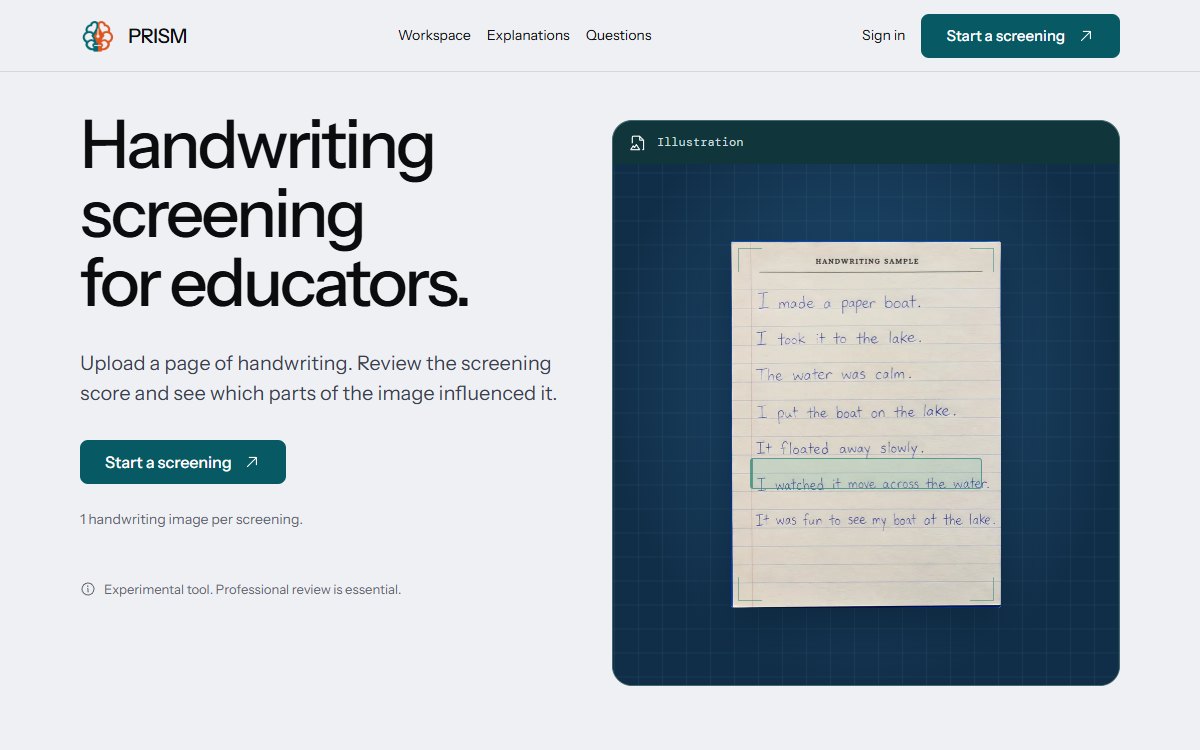 PRISM
Workspace
Explanations
Questions
Sign in
Start a screening
Handwriting
screening
for educators.
Upload a page of handwriting. Review the screening
score and see which parts of the image influenced it.
Start a screening
1 handwriting image per screening.
Experimental tool. Professional review is essential.
Illustration
HANDWRITING SAMPLE
I made a paper boat.
I took it to the lake.
The water was calm.
I put the boat on the lake.
It floated away slowly.
I watched it move across the water.
It was fun to see my boat at the lake.